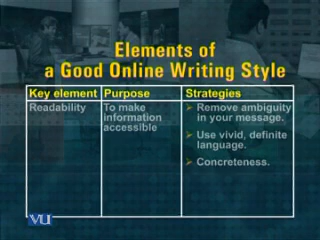 Elements of
a Good Online Writing Style
Key element Purpose Strategies
Readability To make information accessible
Remove ambiguity
in your message.
Use vivid, definite
language.
Concreteness.
VU